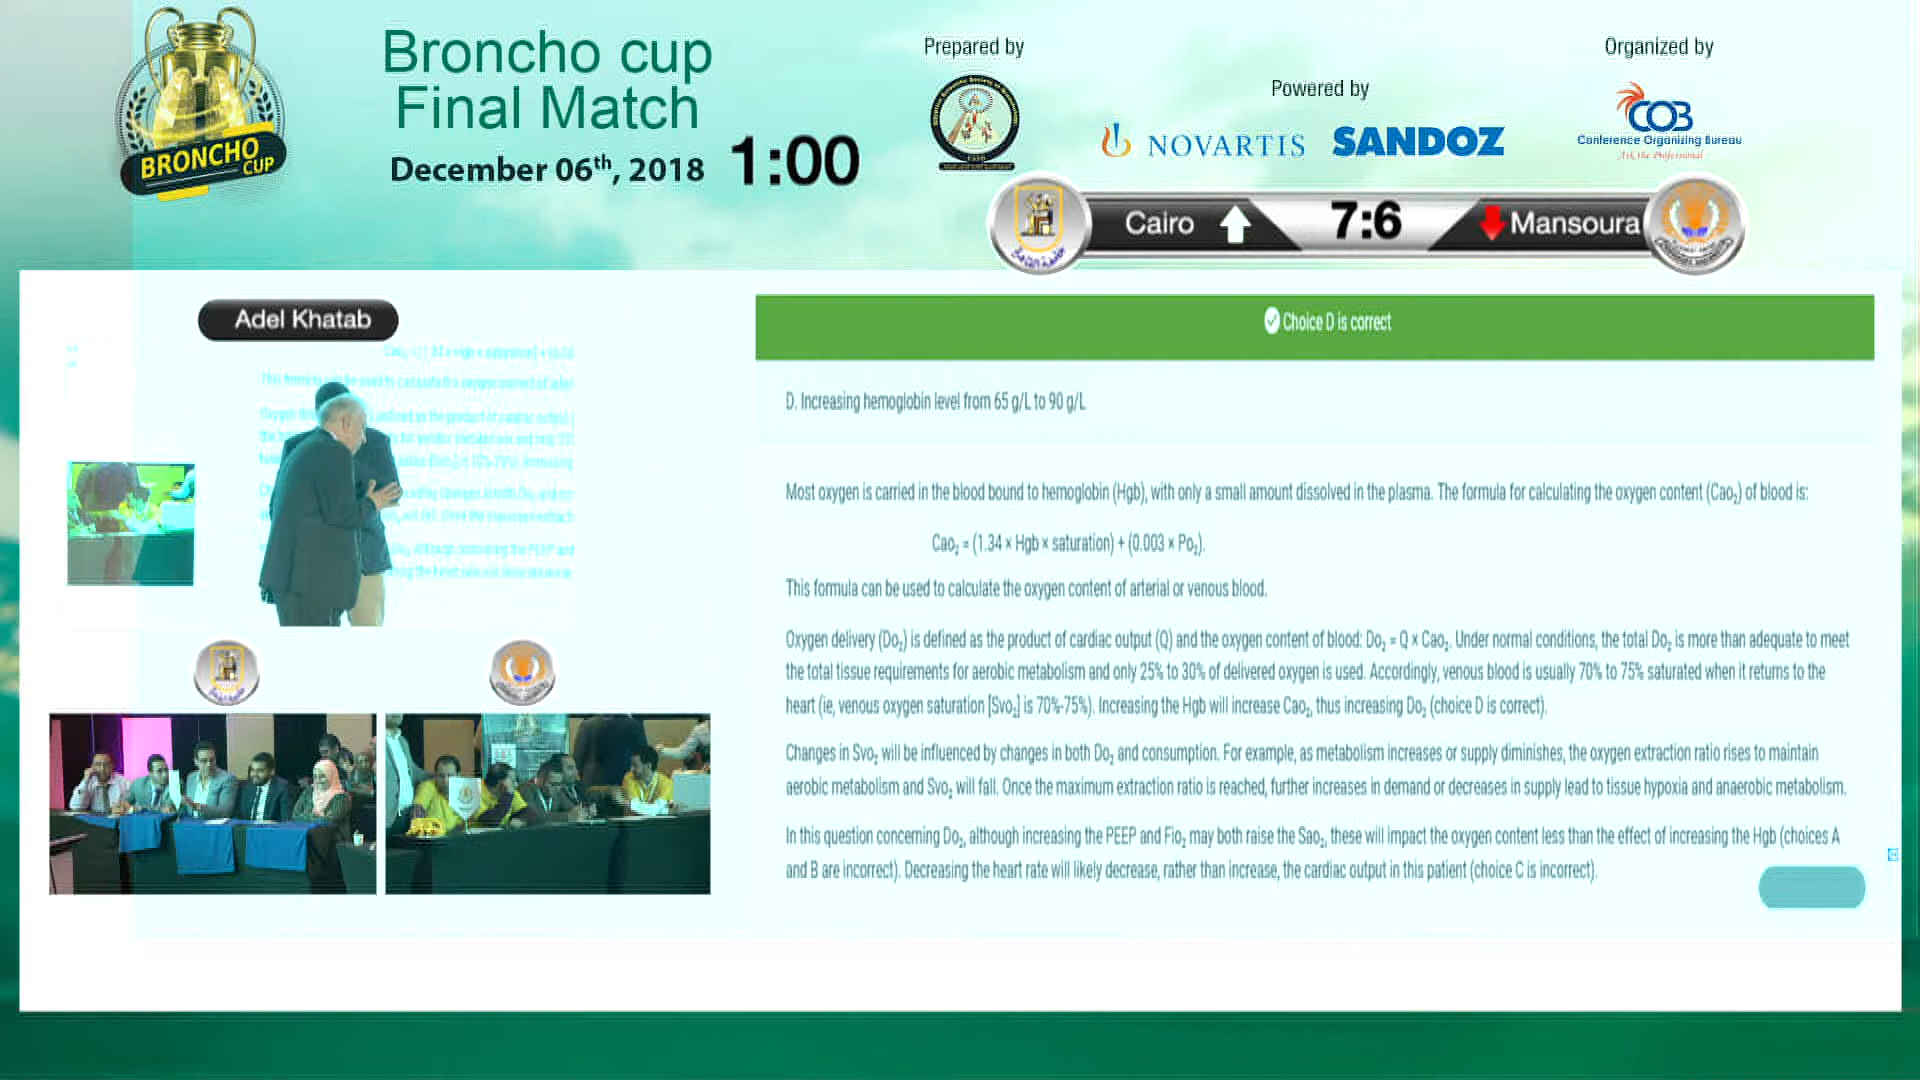 BRONCHO
CUP
Broncho cup
Final Match
December 06th, 2018
1:00
Prepared by
Powered by
NOVARTIS
SANDOZ
Organized by
COB
Conference Organizing Bureau
Ask the Professional
Cairo
7:6
Mansoura
Adel Khatab
Choice D is correct
D. Increasing hemoglobin level from 65 g/L to 90 g/L
Most oxygen is carried in the blood bound to hemoglobin (Hgb), with only a small amount dissolved in the plasma. The formula for calculating the oxygen content (Cao₂) of blood is:
Cao₂ = (1.34 × Hgb × saturation) + (0.003 × Po₂).
This formula can be used to calculate the oxygen content of arterial or venous blood.
Oxygen delivery (Do₂) is defined as the product of cardiac output (Q) and the oxygen content of blood: Do₂ = Q × Cao₂. Under normal conditions, the total Do₂ is more than adequate to meet
the total tissue requirements for aerobic metabolism and only 25% to 30% of delivered oxygen is used. Accordingly, venous blood is usually 70% to 75% saturated when it returns to the
heart (ie, venous oxygen saturation [Svo₂] is 70%-75%). Increasing the Hgb will increase Cao₂, thus increasing Do₂ (choice D is correct).
Changes in Svo₂ will be influenced by changes in both Do₂ and consumption. For example, as metabolism increases or supply diminishes, the oxygen extraction ratio rises to maintain
aerobic metabolism and Svo₂ will fall. Once the maximum extraction ratio is reached, further increases in demand or decreases in supply lead to tissue hypoxia and anaerobic metabolism.
In this question concerning Do₂, although increasing the PEEP and Fio₂ may both raise the Sao₂, these will impact the oxygen content less than the effect of increasing the Hgb (choices A
and B are incorrect). Decreasing the heart rate will likely decrease, rather than increase, the cardiac output in this patient (choice C is incorrect).